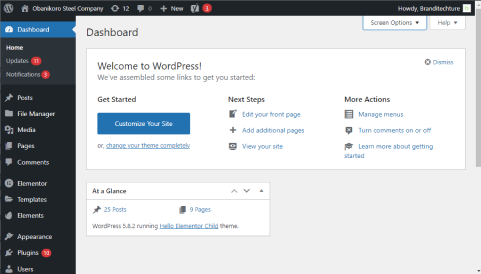 Obanikoro Steel Company 12 0 + New 1 Howdy, Branditechture
Dashboard
Home
Updates 11
Notifications 3
Posts
File Manager
Media
Pages
Comments
Elementor
Templates
Elements
Appearance
Plugins 10
Users
Screen Options
Help
Dashboard
Welcome to WordPress!
We've assembled some links to get you started:
Dismiss
Get Started
Customize Your Site
or, change your theme completely
Next Steps
Edit your front page
Add additional pages
View your site
More Actions
Manage menus
Turn comments on or off
Learn more about getting
started
At a Glance
25 Posts
9 Pages
WordPress 5.8.2 running Hello Elementor Child theme.